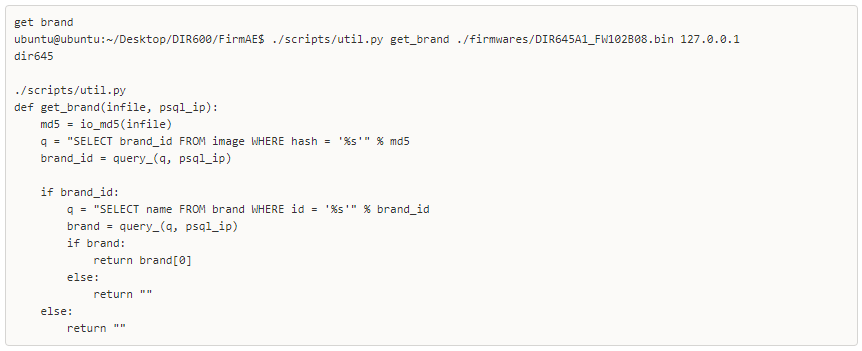 get brand
ubuntu@ubuntu:~/Desktop/DIR600/FirmAE$ ./scripts/util.py get_brand ./firmwares/DIR645A1_FW102B08.bin 127.0.0.1
dir645

./scripts/util.py
def get_brand(infile, psql_ip):
    md5 = io_md5(infile)
    q = "SELECT brand_id FROM image WHERE hash = '%s'" % md5
    brand_id = query_(q, psql_ip)

    if brand_id:
        q = "SELECT name FROM brand WHERE id = '%s'" % brand_id
        brand = query_(q, psql_ip)
        if brand:
            return brand[0]
        else:
            return ""
    else:
        return ""